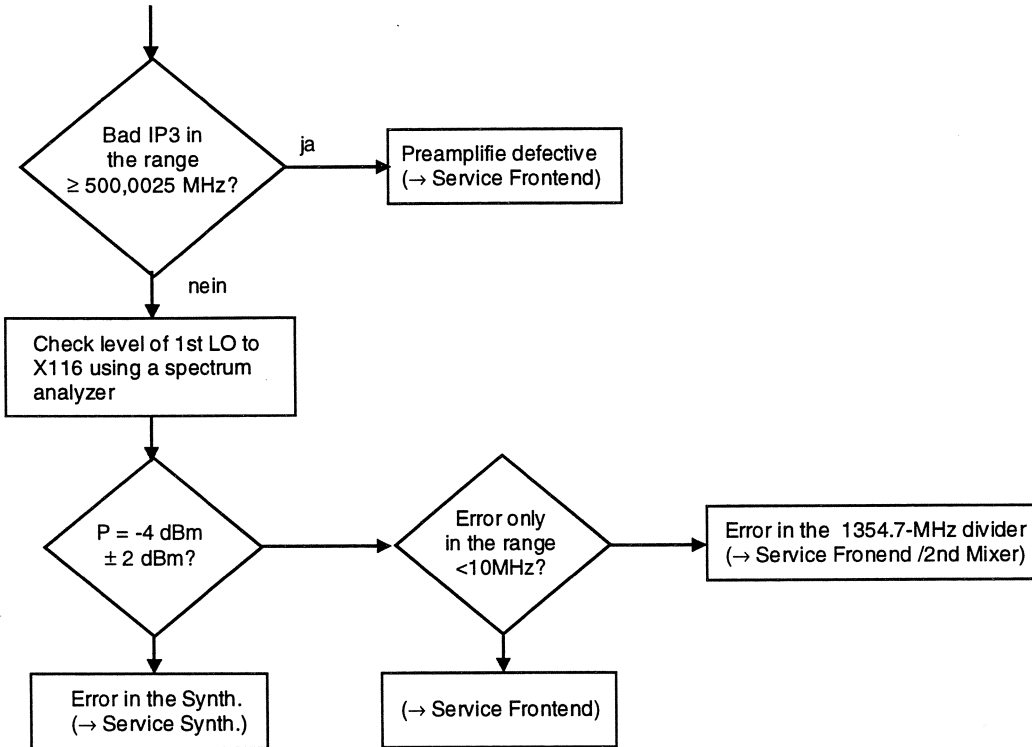 Bad IP3 in
the range
≥ 500,0025 MHz?
ja
Preamplifie defective
(→ Service Frontend)
nein
Check level of 1st LO to
X116 using a spectrum
analyzer
P = -4 dBm
± 2 dBm?
Error only
in the range
<10MHz?
Error in the 1354.7-MHz divider
(→ Service Fronend /2nd Mixer)
Error in the Synth.
(→ Service Synth.)
(→ Service Frontend)